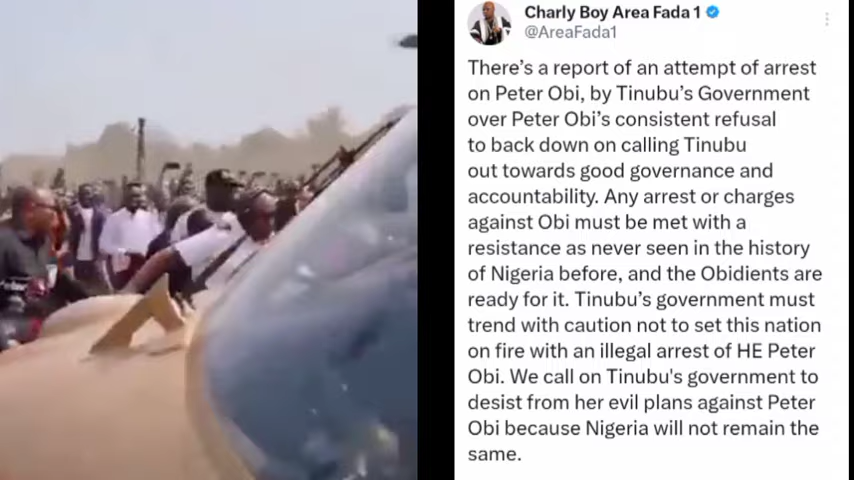 Charly Boy Area Fada 1
@AreaFada1
There’s a report of an attempt of arrest
on Peter Obi, by Tinubu’s Government
over Peter Obi’s consistent refusal
to back down on calling Tinubu
out towards good governance and
accountability. Any arrest or charges
against Obi must be met with a
resistance as never seen in the history
of Nigeria before, and the Obidients are
ready for it. Tinubu’s government must
trend with caution not to set this nation
on fire with an illegal arrest of HE Peter
Obi. We call on Tinubu's government to
desist from her evil plans against Peter
Obi because Nigeria will not remain the
same.